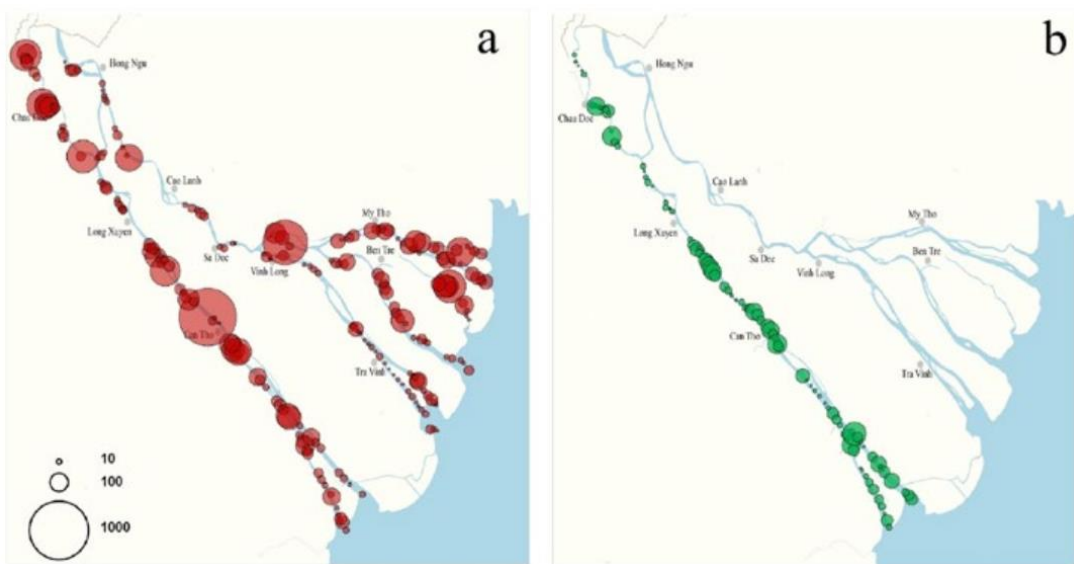 a
Hong Ngu
Cao Lanh
My Tho
Long Xuyen
Ben Tre
Sa Dec
Vinh Long
Can Tho
Tra Vinh
10
100
1000
b
Hong Ngu
Chau Doc
Cao Lanh
My Tho
Long Xuyen
Ben Tre
Sa Dec
Vinh Long
Can Tho
Tra Vinh